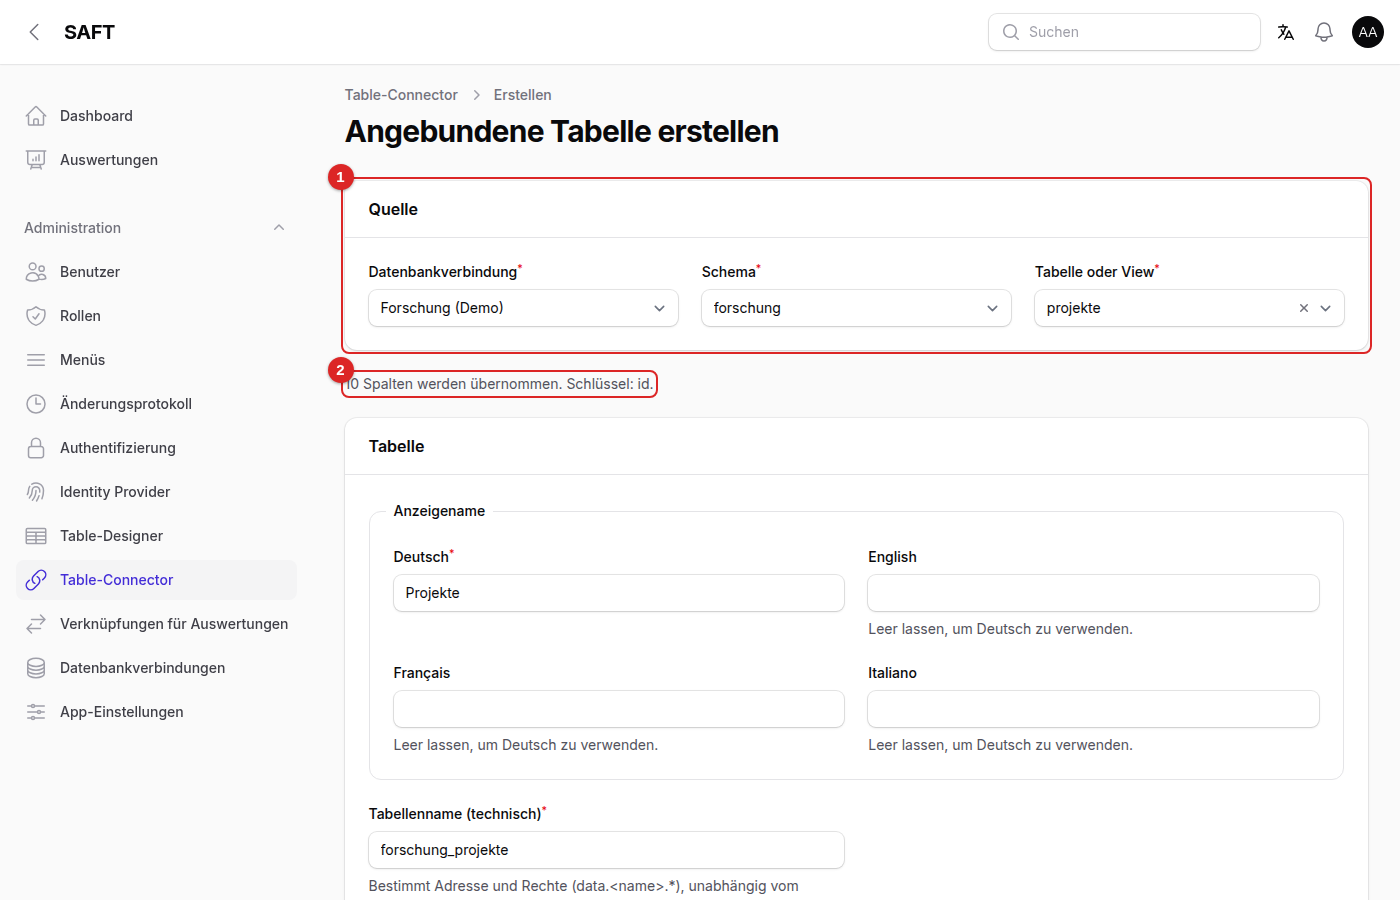 SAFT
Suchen
AA
Dashboard
Auswertungen
Administration
Benutzer
Rollen
Menüs
Änderungsprotokoll
Authentifizierung
Identity Provider
Table-Designer
Table-Connector
Verknüpfungen für Auswertungen
Datenbankverbindungen
App-Einstellungen
Table-Connector > Erstellen
Angebundene Tabelle erstellen
1
Quelle
Datenbankverbindung* Schema* Tabelle oder View*
Forschung (Demo) forschung projekte
2
10 Spalten werden übernommen. Schlüssel: id.
Tabelle
Anzeigename
Deutsch* English
Projekte
Leer lassen, um Deutsch zu verwenden.
Français Italiano
Leer lassen, um Deutsch zu verwenden. Leer lassen, um Deutsch zu verwenden.
Tabellenname (technisch)*
forschung_projekte
Bestimmt Adresse und Rechte (data.<name>.*), unabhängig vom